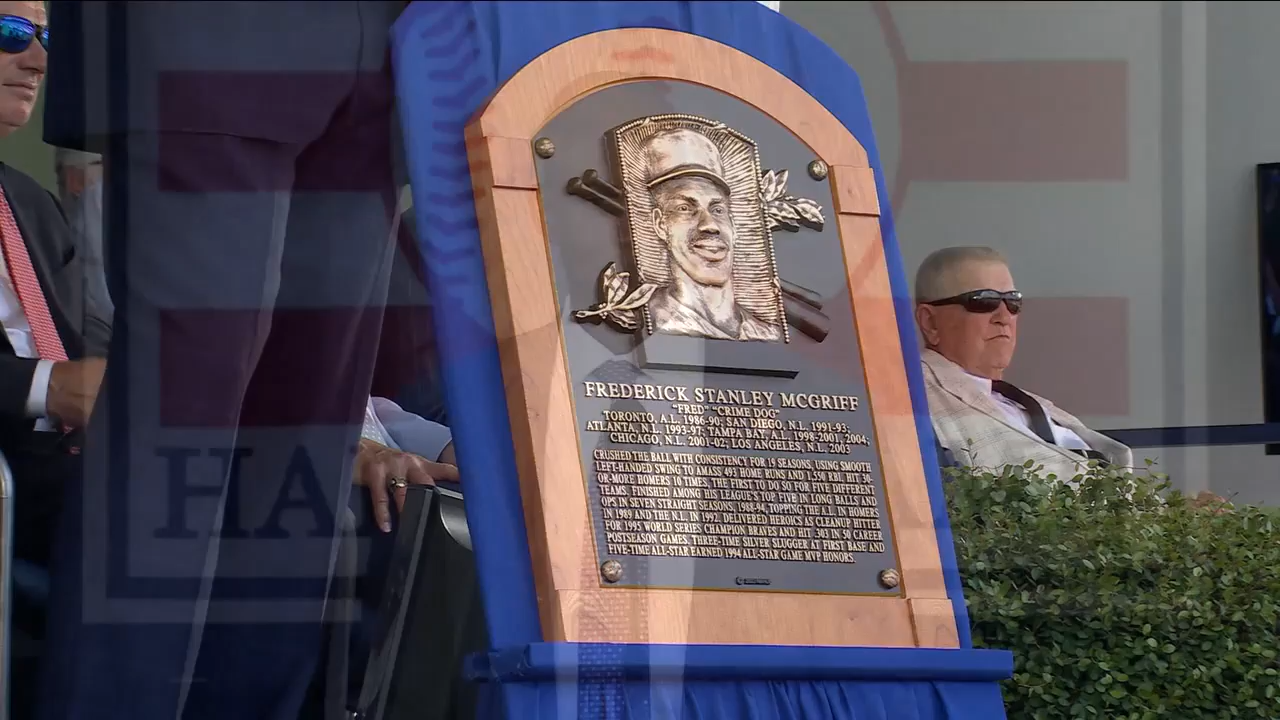 FREDERICK STANLEY MCGRIFF
"FRED" "CRIME DOG"
TORONTO, A.L. 1986-90; SAN DIEGO, N.L. 1991-93;
ATLANTA, N.L. 1993-97; TAMPA BAY, A.L. 1998-2001, 2004;
CHICAGO, N.L. 2001-02; LOS ANGELES, N.L. 2003
CRUSHED THE BALL WITH CONSISTENCY FOR 19 SEASONS, USING SMOOTH
LEFT-HANDED SWING TO AMASS 493 HOME RUNS AND 1,550 RBI. HIT 30-
OR-MORE HOMERS 10 TIMES, THE FIRST TO DO SO FOR FIVE DIFFERENT
TEAMS. FINISHED AMONG HIS LEAGUE'S TOP FIVE IN LONG BALLS AND
OPS IN SEVEN STRAIGHT SEASONS, 1988-94, TOPPING THE A.L. IN HOMERS
IN 1989 AND THE N.L. IN 1992. DELIVERED HEROICS AS CLEANUP HITTER
FOR 1995 WORLD SERIES CHAMPION BRAVES AND HIT .303 IN 50 CAREER
POSTSEASON GAMES. THREE-TIME SILVER SLUGGER AT FIRST BASE AND
FIVE-TIME ALL-STAR EARNED 1994 ALL-STAR GAME MVP HONORS.
HA